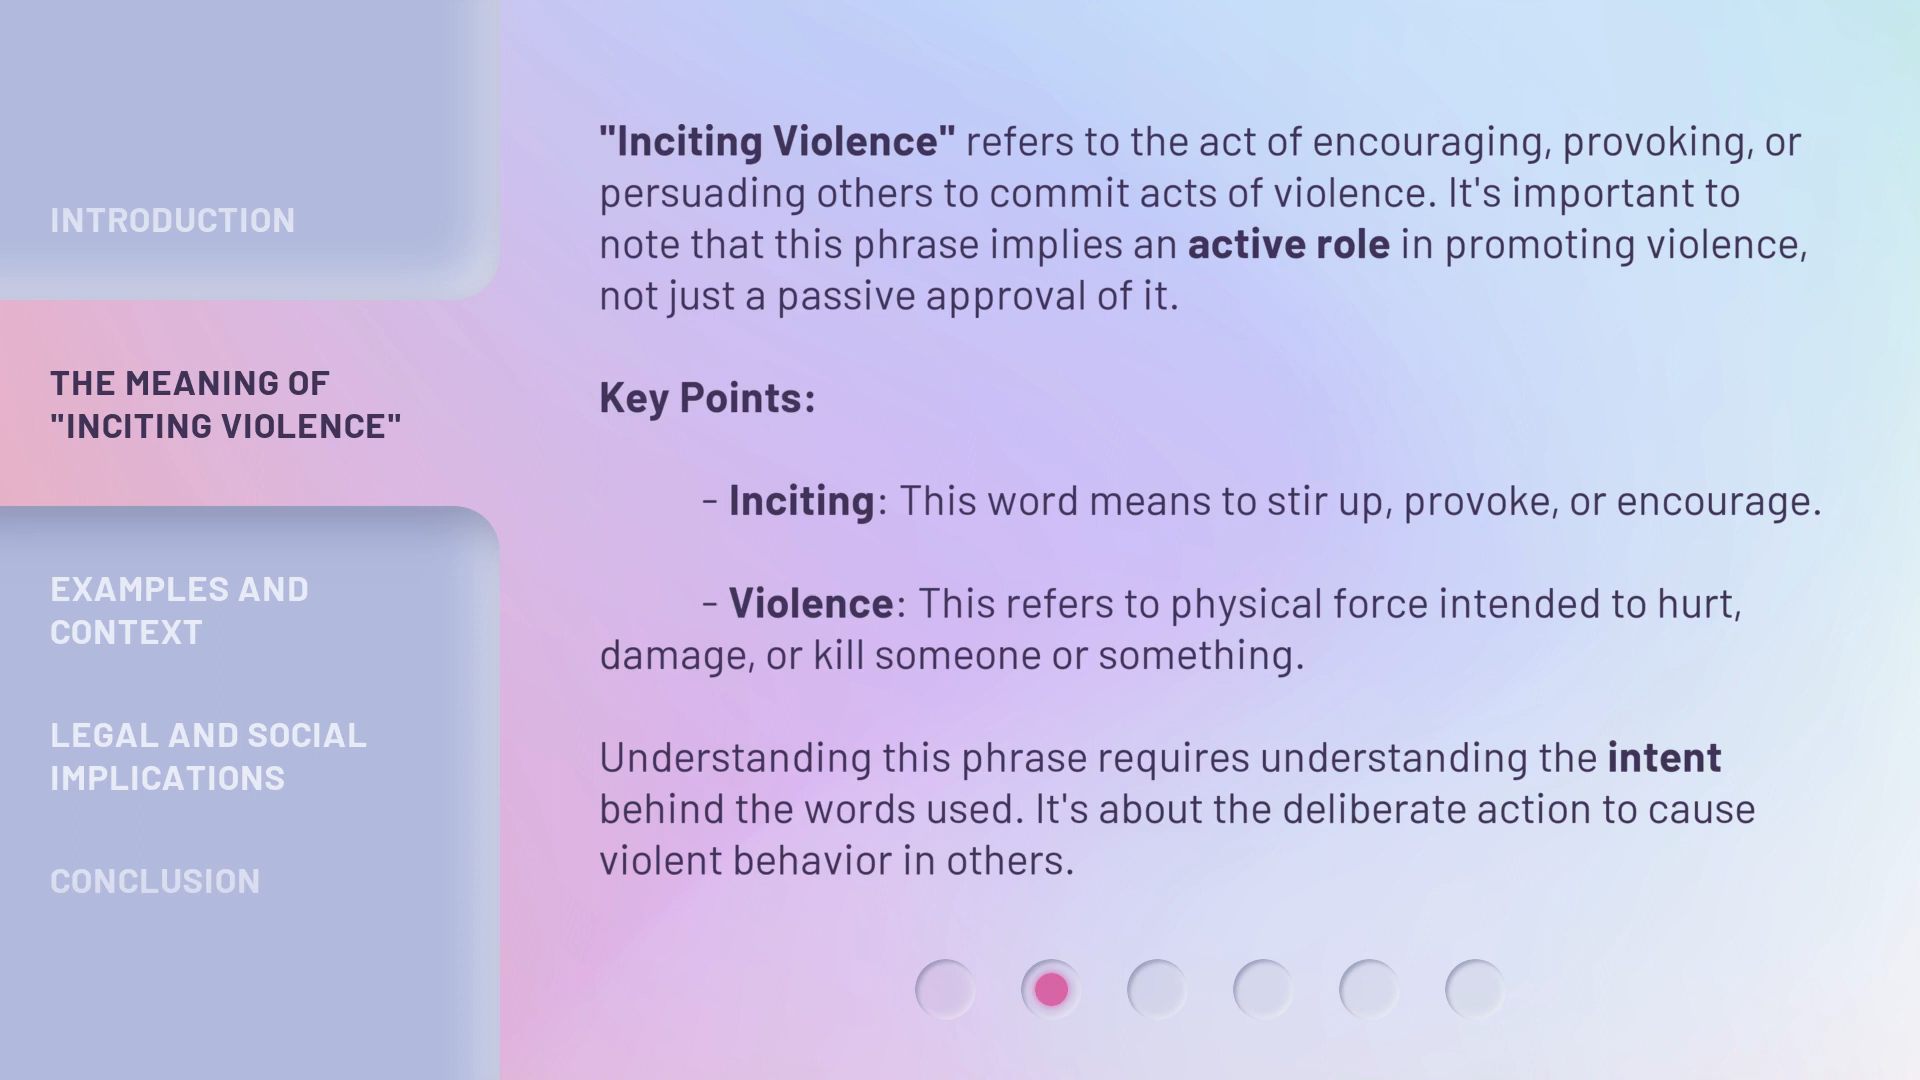 INTRODUCTION
THE MEANING OF
"INCITING VIOLENCE"
EXAMPLES AND
CONTEXT
LEGAL AND SOCIAL
IMPLICATIONS
CONCLUSION
"Inciting Violence" refers to the act of encouraging, provoking, or
persuading others to commit acts of violence. It's important to
note that this phrase implies an active role in promoting violence,
not just a passive approval of it.
Key Points:
- Inciting: This word means to stir up, provoke, or encourage.
- Violence: This refers to physical force intended to hurt,
damage, or kill someone or something.
Understanding this phrase requires understanding the intent
behind the words used. It's about the deliberate action to cause
violent behavior in others.